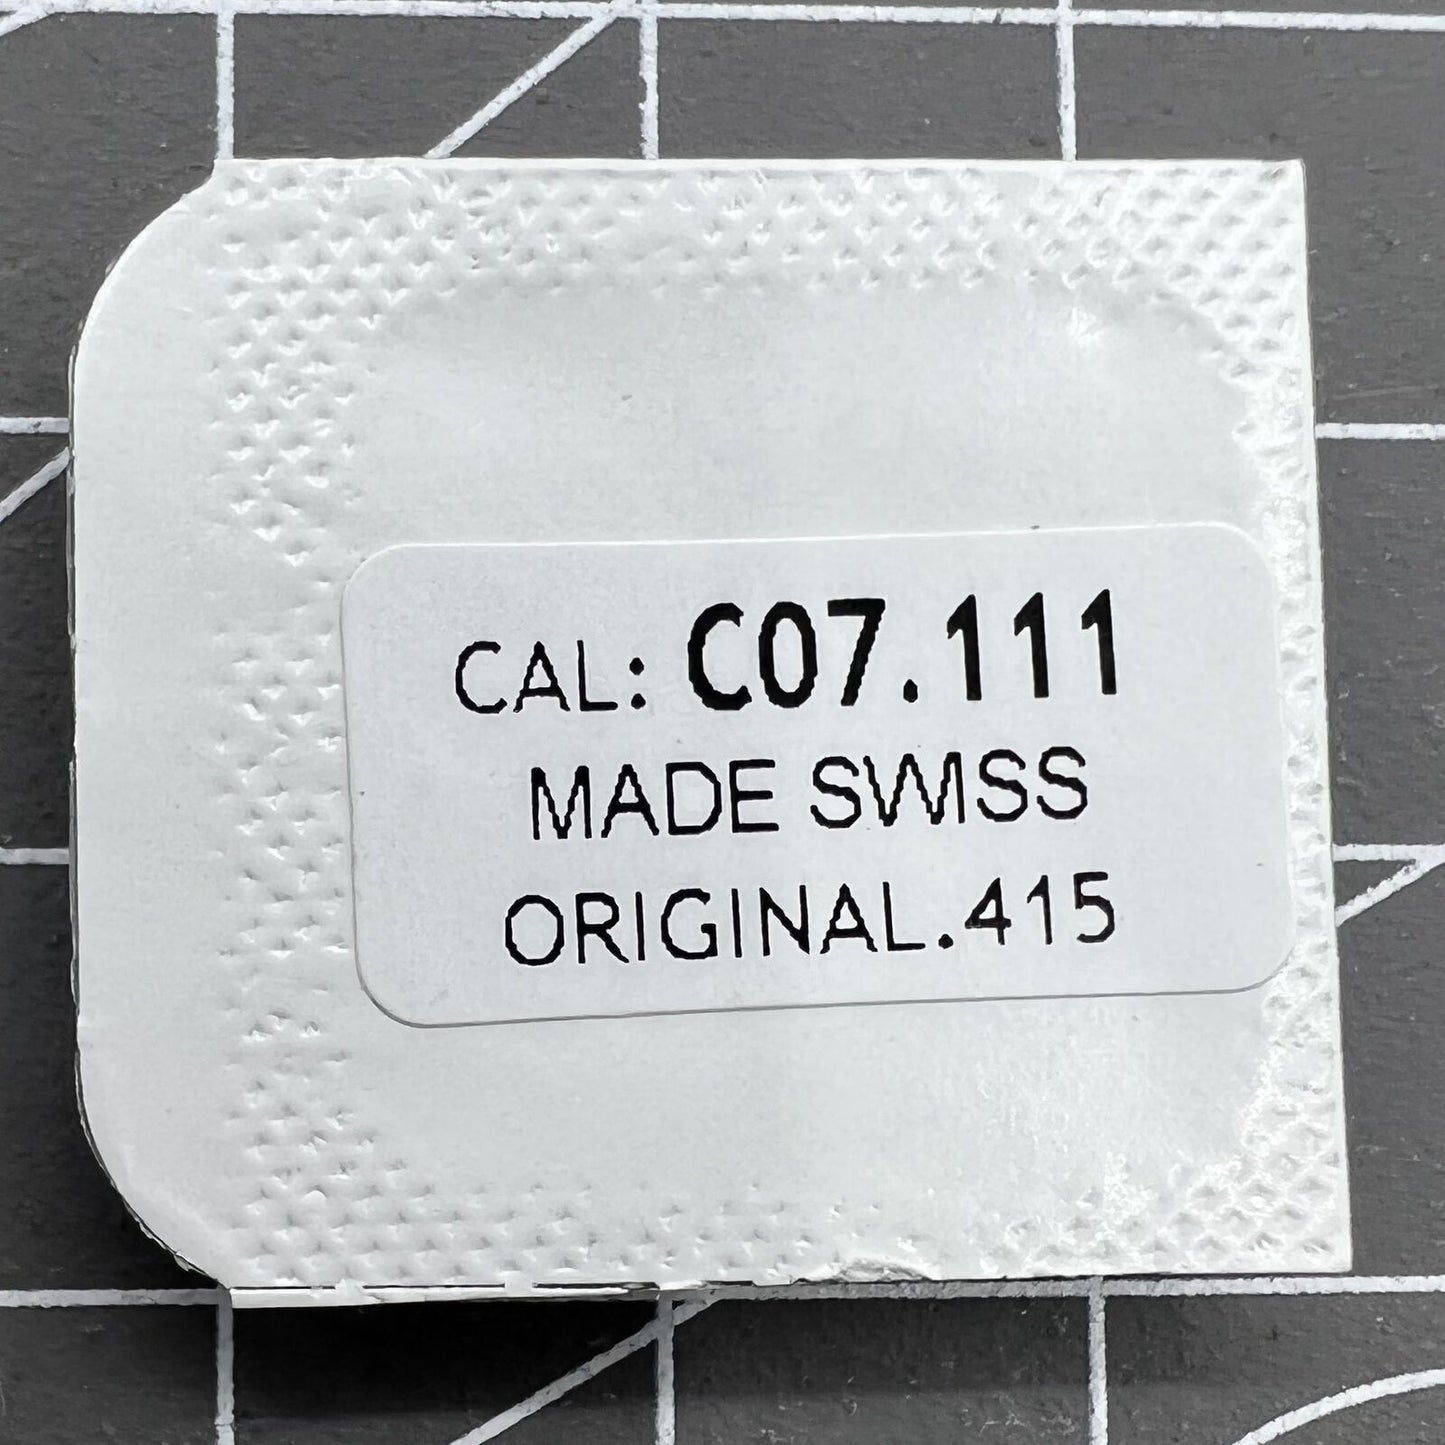 CAL: C07.111
MADE SWISS
ORIGINAL.415